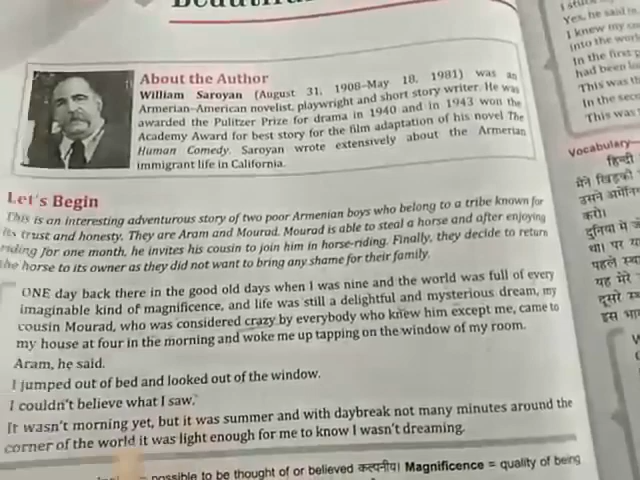 About the Author
William Saroyan (August 31, 1908–May 18, 1981) was an
Armerian-American novelist, playwright and short story writer. He was
awarded the Pulitzer Prize for drama in 1940 and in 1943 won the
Academy Award for best story for the film adaptation of his novel The
Human Comedy. Saroyan wrote extensively about the Armerian
immigrant life in California.
Let's Begin
This is an interesting adventurous story of two poor Armenian boys who belong to a tribe known for
its trust and honesty. They are Aram and Mourad. Mourad is able to steal a horse and after enjoying
riding for one month, he invites his cousin to join him in horse-riding. Finally, they decide to return
the horse to its owner as they did not want to bring any shame for their family.
ONE day back there in the good old days when I was nine and the world was full of every
imaginable kind of magnificence, and life was still a delightful and mysterious dream, my
cousin Mourad, who was considered crazy by everybody who knew him except me, came to
my house at four in the morning and woke me up tapping on the window of my room.
Aram, he said.
I jumped out of bed and looked out of the window.
I couldn't believe what I saw.
It wasn't morning yet, but it was summer and with daybreak not many minutes around the
corner of the world it was light enough for me to know I wasn't dreaming.
= possible to be thought of or believed कल्पनीय। Magnificence = quality of being
Yes, he said
I knew my
into the
In the first
had been
This was
In the
This was
Vocabulary
हिन्दी
मैंने खिड़की
उसने
करो।
दुनिया में
था। पर
पहले
यह मेरे
दूसरे
इस